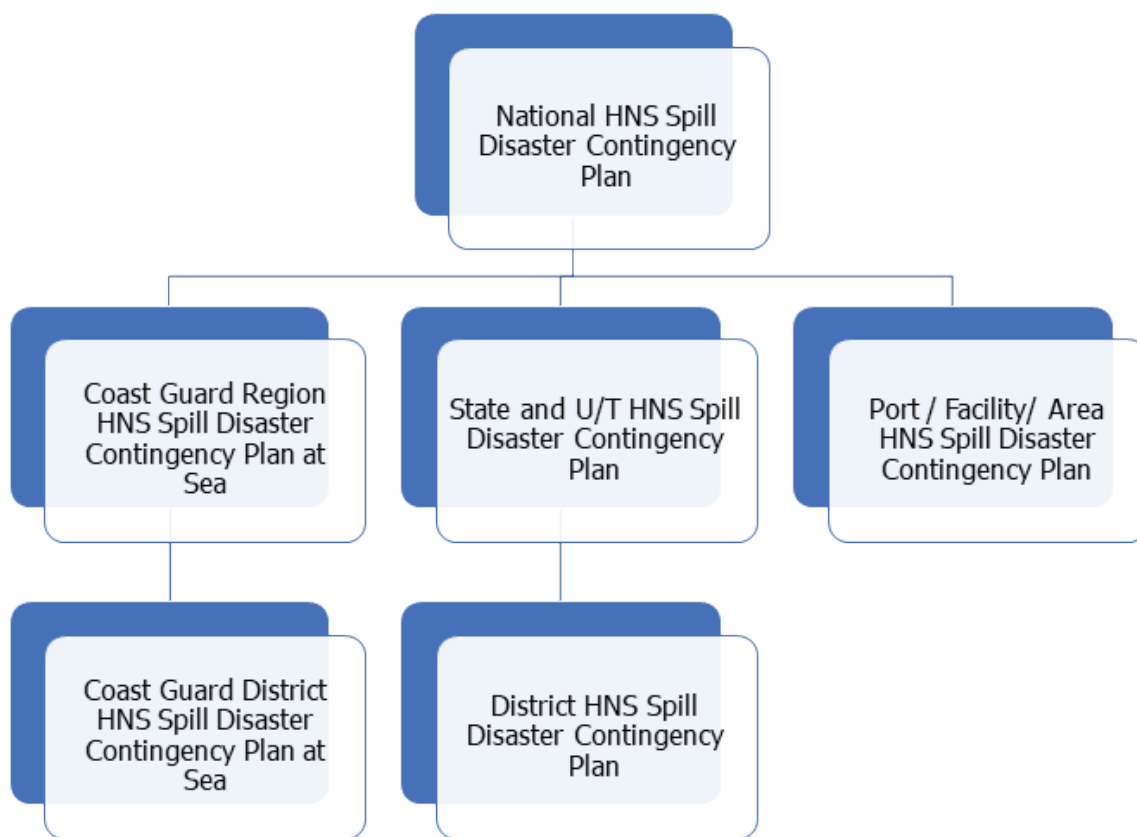 National HNS Spill
Disaster Contingency
Plan
Coast Guard Region
HNS Spill Disaster
Contingency Plan at
Sea
State and U/T HNS Spill
Disaster Contingency
Plan
Port / Facility/ Area
HNS Spill Disaster
Contingency Plan
Coast Guard District
HNS Spill Disaster
Contingency Plan at
Sea
District HNS Spill
Disaster Contingency
Plan